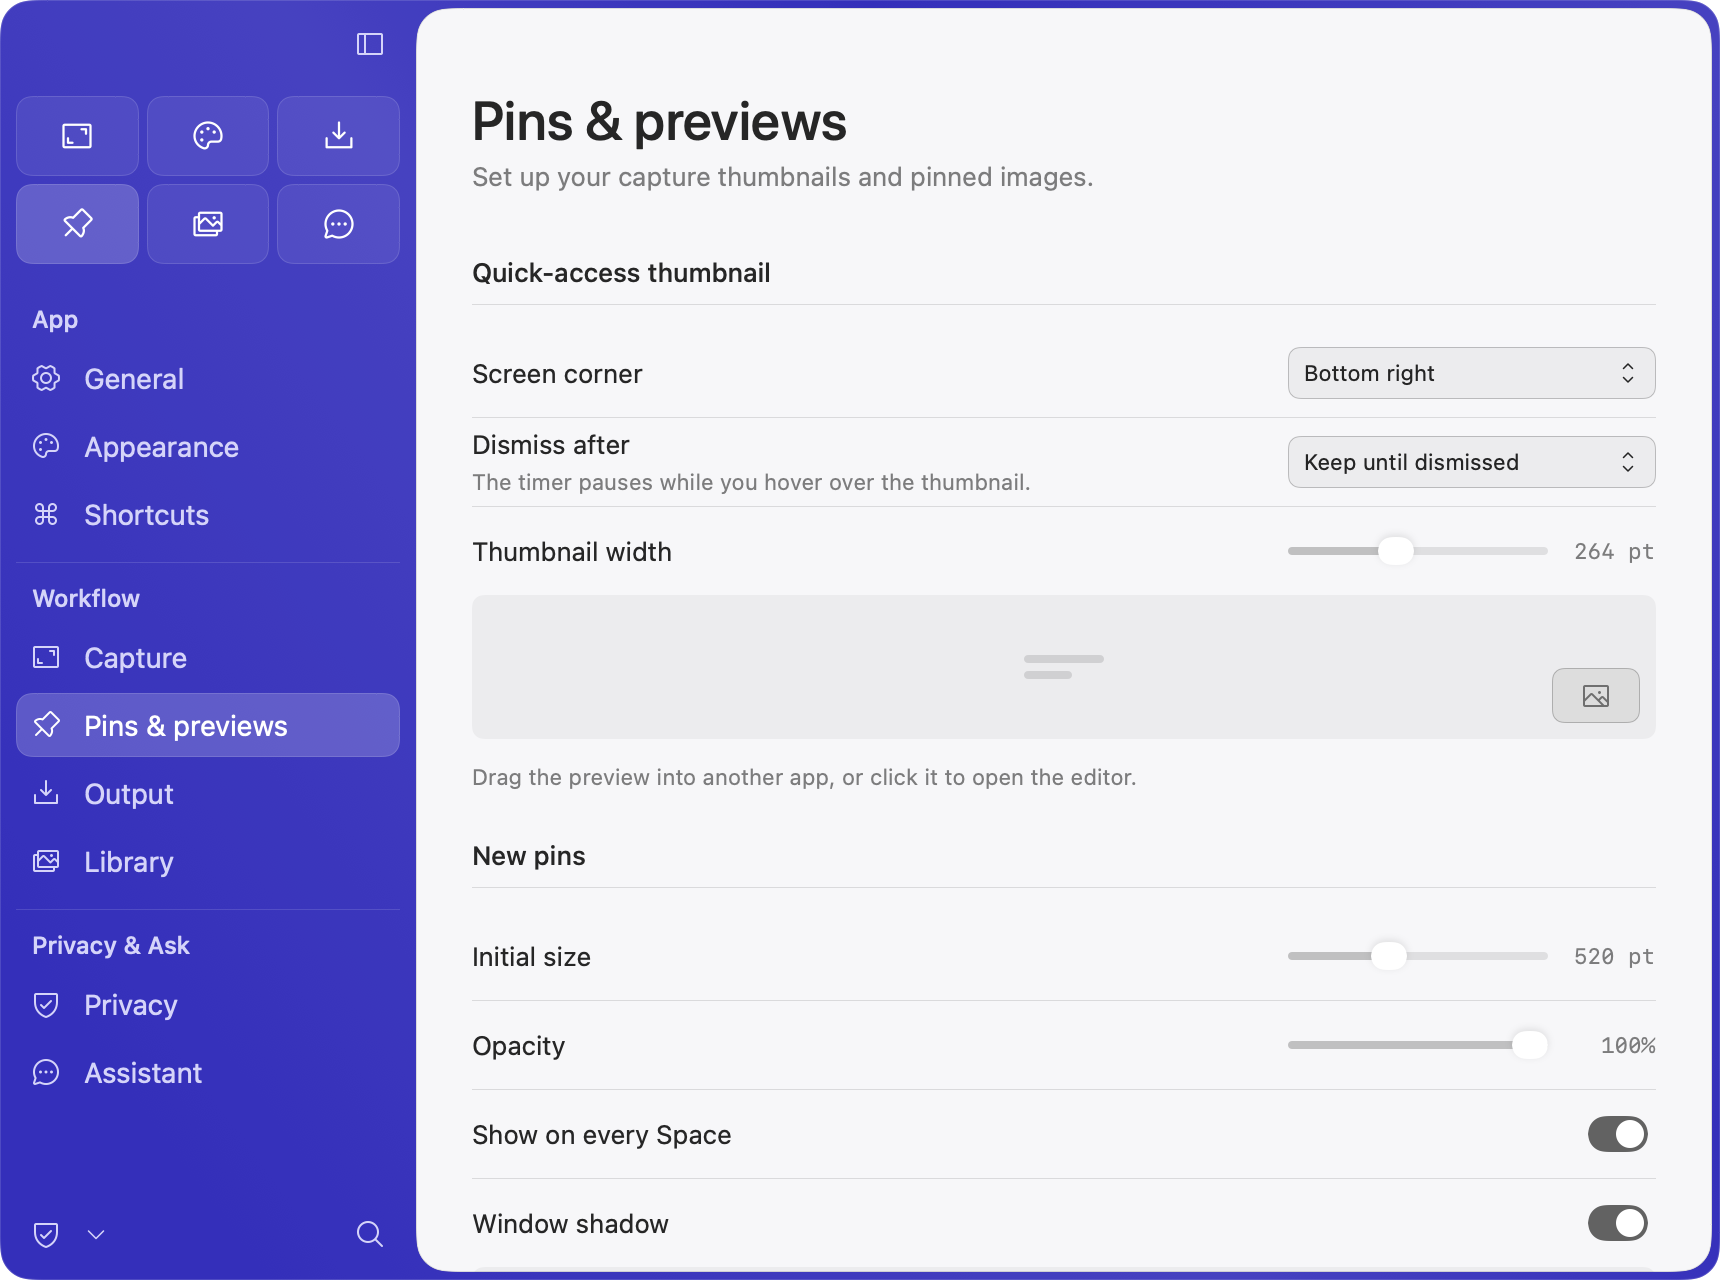 App
General
Appearance
Shortcuts
Workflow
Capture
Pins & previews
Output
Library
Privacy & Ask
Privacy
Assistant
Pins & previews
Set up your capture thumbnails and pinned images.
Quick-access thumbnail
Screen corner
Bottom right
Dismiss after
The timer pauses while you hover over the thumbnail.
Keep until dismissed
Thumbnail width
264 pt
Drag the preview into another app, or click it to open the editor.
New pins
Initial size
520 pt
Opacity
100%
Show on every Space
Window shadow